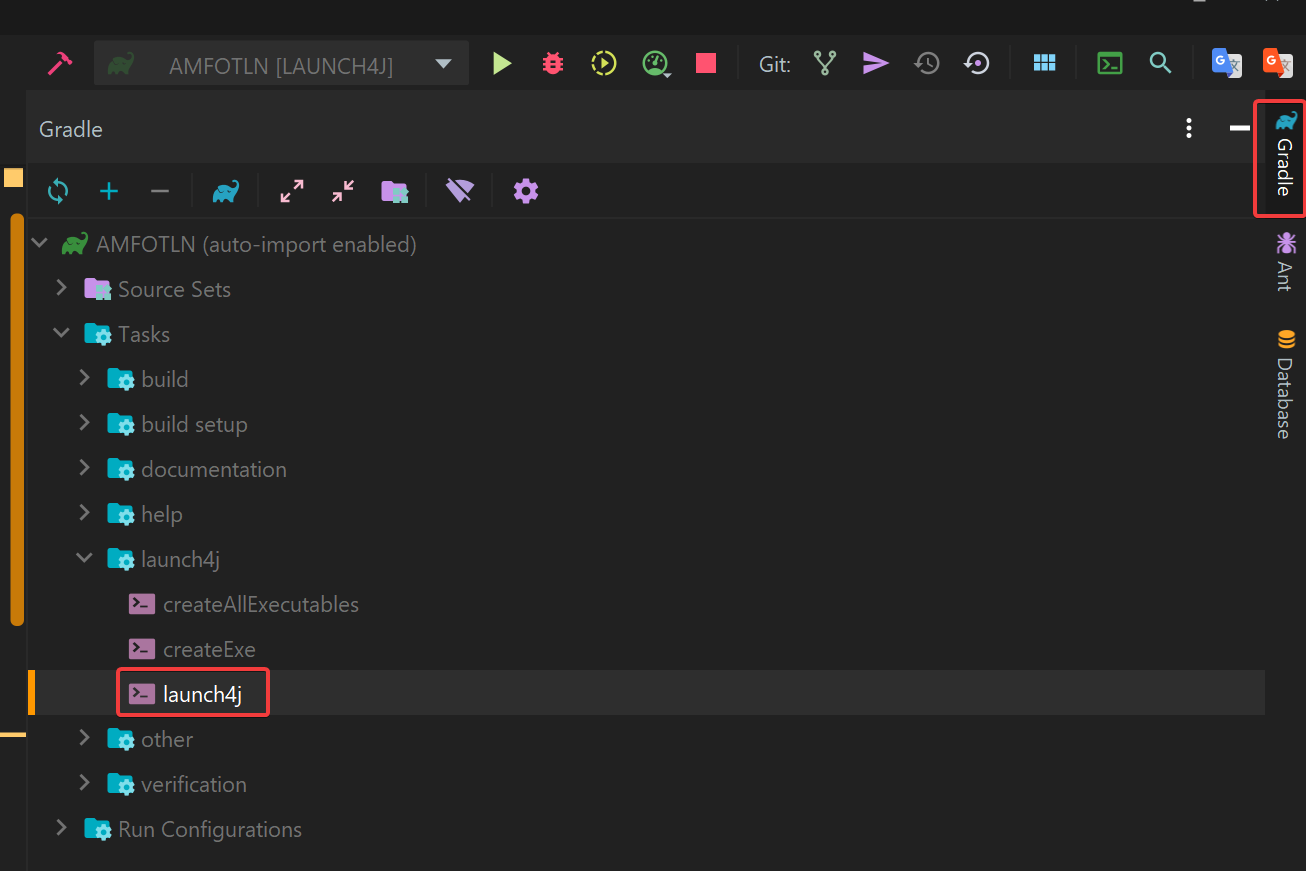 AMFOTLN [LAUNCH4J]
Git:
Gradle
Gradle
AMFOTLN (auto-import enabled)
Source Sets
Tasks
build
build setup
documentation
help
launch4j
createAllExecutables
createExe
launch4j
other
verification
Run Configurations
Ant
Database